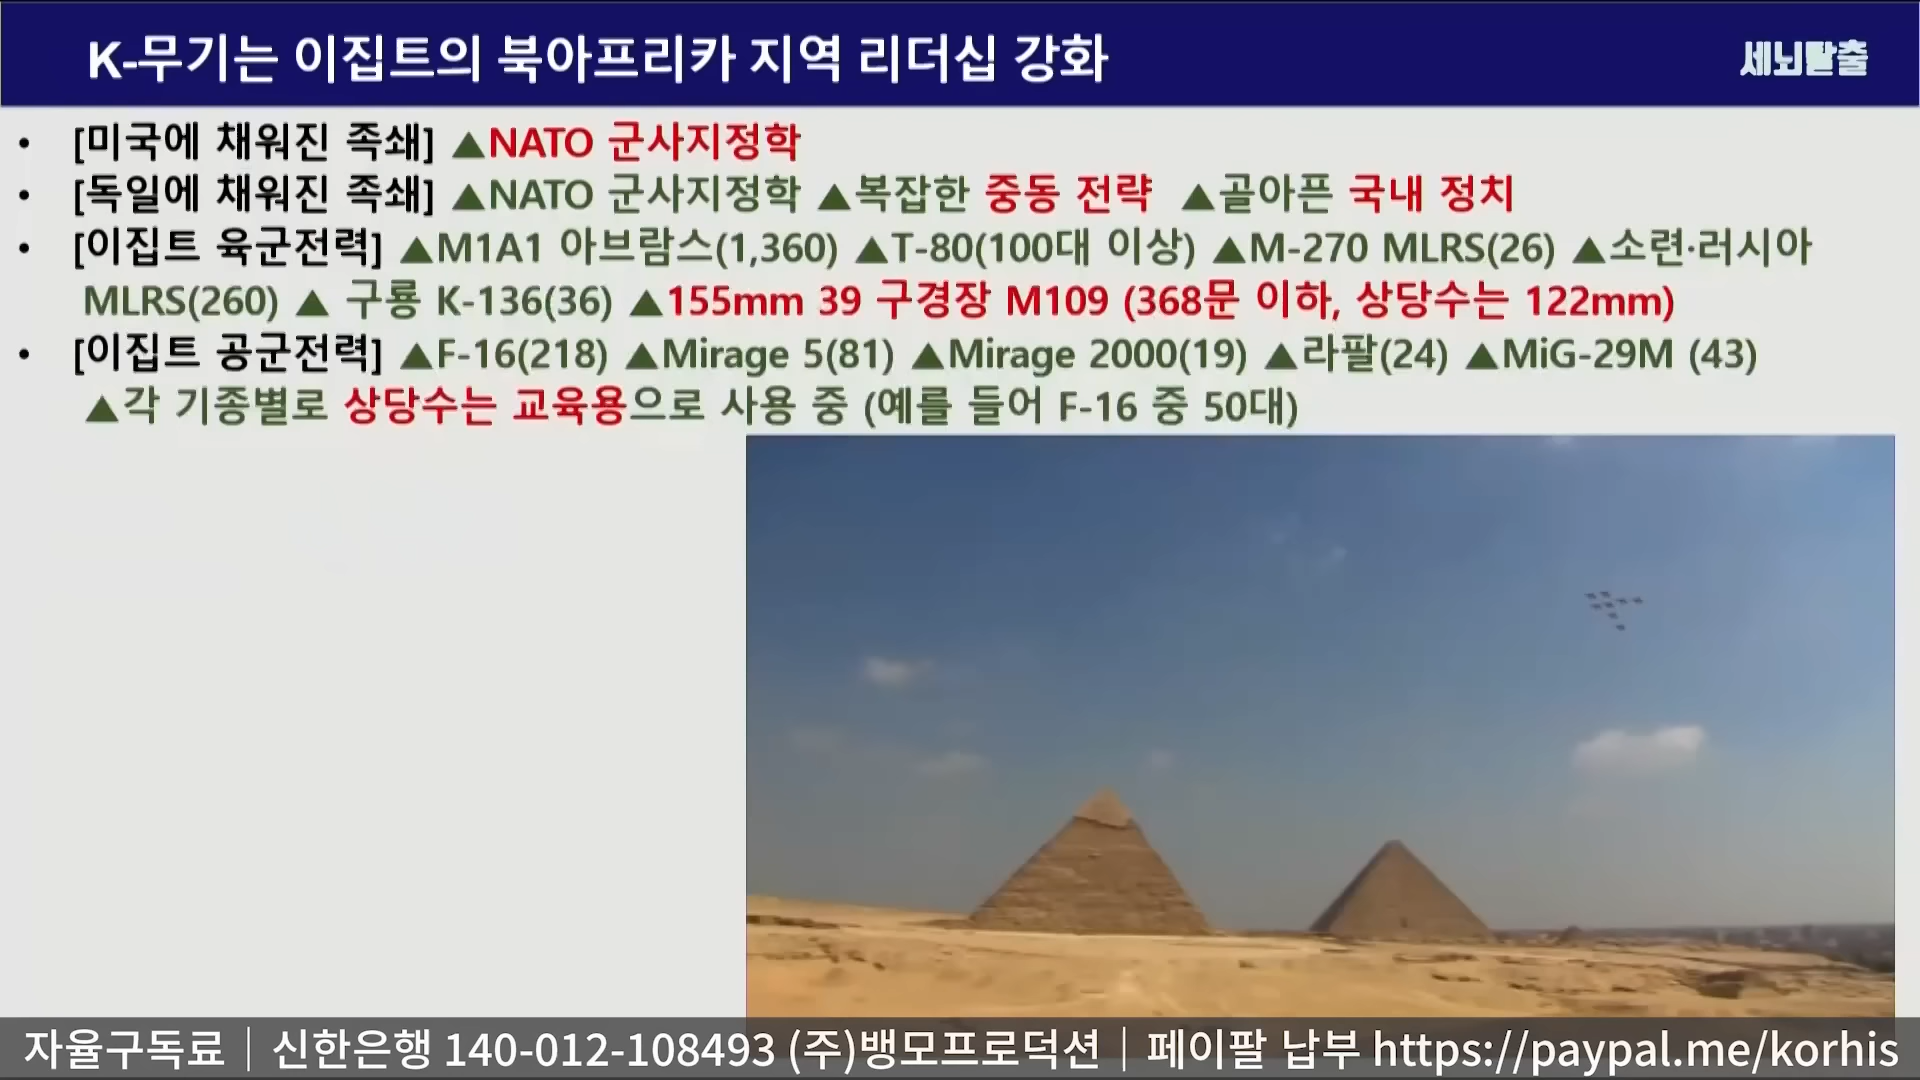 K-무기는 이집트의 북아프리카 지역 리더십 강화
세뇌탈출
• [미국에 채워진 족쇄] ▲NATO 군사지정학
• [독일에 채워진 족쇄] ▲NATO 군사지정학 ▲복잡한 중동 전략 ▲골아픈 국내 정치
• [이집트 육군전력] ▲M1A1 아브람스(1,360) ▲T-80(100대 이상) ▲M-270 MLRS(26) ▲소련·러시아
MLRS(260) ▲ 구룡 K-136(36) ▲155mm 39 구경장 M109 (368문 이하, 상당수는 122mm)
• [이집트 공군전력] ▲F-16(218) ▲Mirage 5(81) ▲Mirage 2000(19) ▲라팔(24) ▲MiG-29M (43)
▲각 기종별로 상당수는 교육용으로 사용 중 (예를 들어 F-16 중 50대)
자율구독료｜신한은행 140-012-108493 (주)뱅모프로덕션｜페이팔 납부 https://paypal.me/korhis